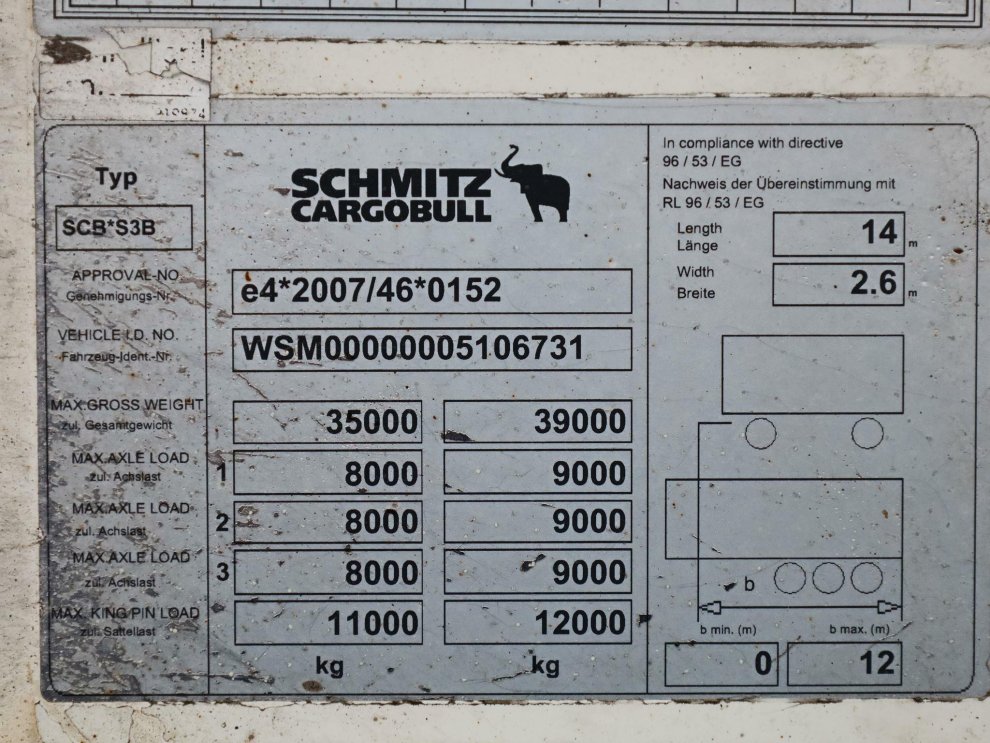 Typ
SCB*S3B
SCHMITZ
CARGOBULL
APPROVAL-NO.
Genehmigungs-Nr.
e4*2007/46*0152
VEHICLE I.D. NO.
Fahrzeug-Ident.-Nr.
WSM00000005106731
MAX.GROSS WEIGHT
zul. Gesamtgewicht
35000 39000
MAX.AXLE LOAD
zul. Achslast
1 8000 9000
MAX.AXLE LOAD
zul. Achslast
2 8000 9000
MAX.AXLE LOAD
zul. Achslast
3 8000 9000
MAX. KING PIN LOAD
zul. Sattellast
11000 12000
kg kg
In compliance with directive
96 / 53 / EG
Nachweis der Übereinstimmung mit
RL 96 / 53 / EG
Length
Länge
14 m
Width
Breite
2.6 m
b
b min. (m) b max. (m)
0 12